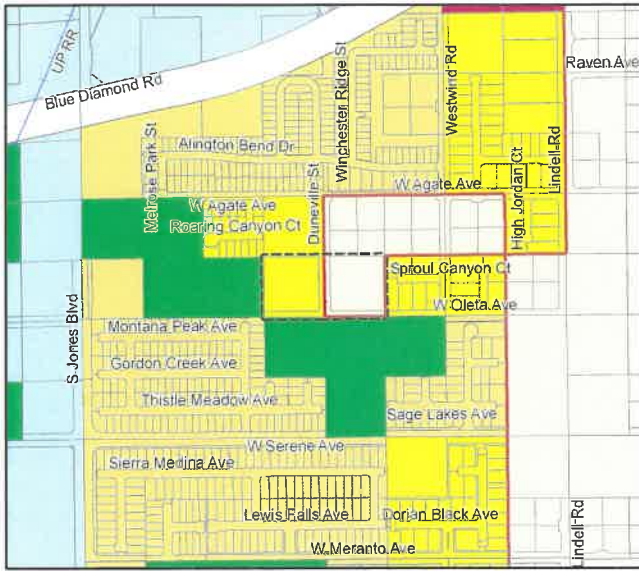 UP RR
Blue Diamond Rd
Melrose Park St
Alington Bend Dr
Duneville St
Winchester Ridge St
Westwind Rd
Raven Ave
Lindell Rd
High Jordan Ct
W Agate Ave
W Agate Ave
Roaring Canyon Ct
S Jones Blvd
Sproul Canyon Ct
W Oleta Ave
Montana Peak Ave
Gordon Creek Ave
Thistle Meadow Ave
Sage Lakes Ave
W Serene Ave
Sierra Medina Ave
Lewis Falls Ave
Dorian Black Ave
W Meranto Ave
Lindell Rd